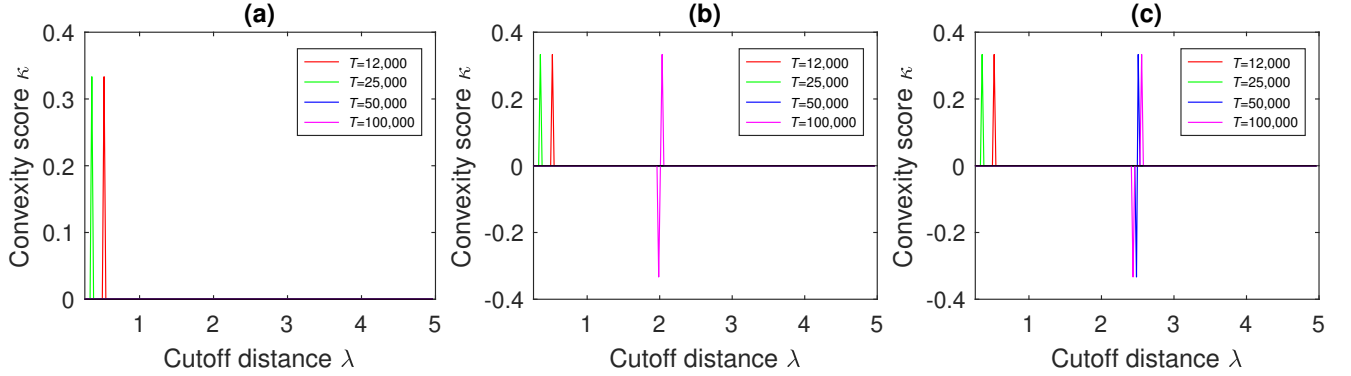 (a)
Convexity score κ
0.4
0.3
0.2
0.1
0
T=12,000
T=25,000
T=50,000
T=100,000
1 2 3 4 5
Cutoff distance λ
(b)
Convexity score κ
0.4
0.2
0
-0.2
-0.4
T=12,000
T=25,000
T=50,000
T=100,000
1 2 3 4 5
Cutoff distance λ
(c)
Convexity score κ
0.4
0.2
0
-0.2
-0.4
T=12,000
T=25,000
T=50,000
T=100,000
1 2 3 4 5
Cutoff distance λ